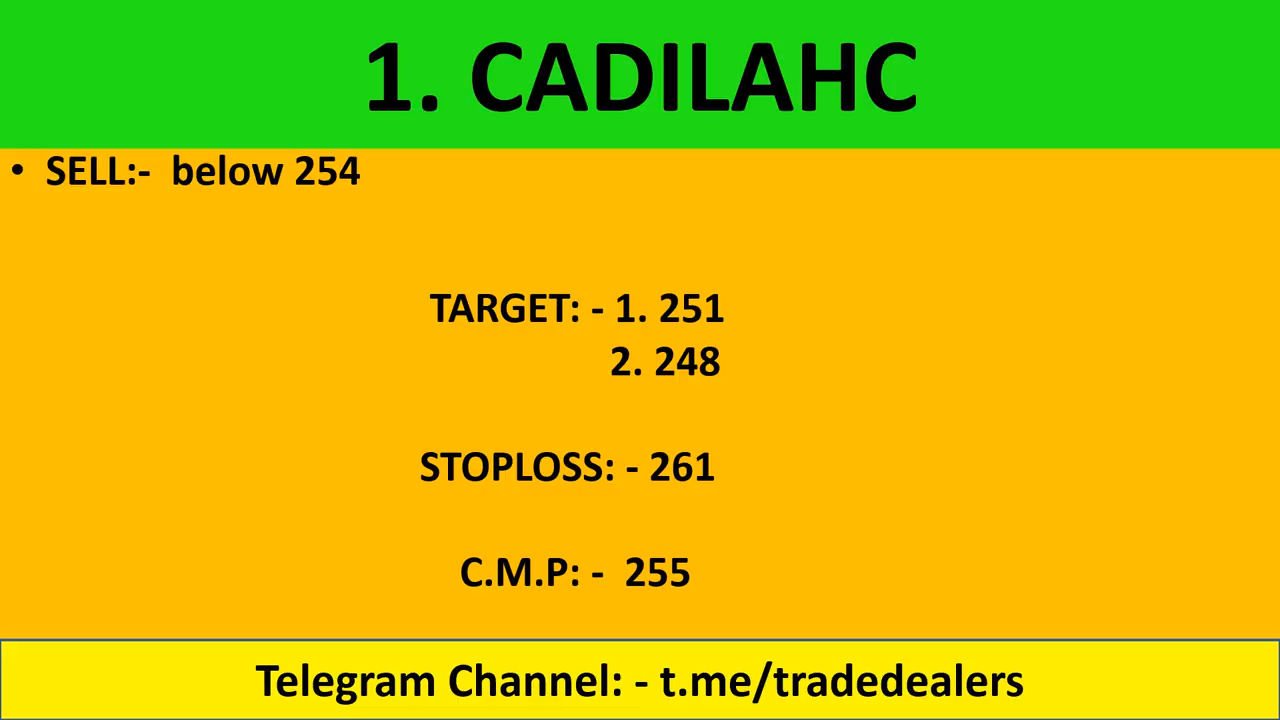 1. CADILAHC
• SELL:- below 254
TARGET: - 1. 251
2. 248
STOPLOSS: - 261
C.M.P: - 255
Telegram Channel: - t.me/tradedealers